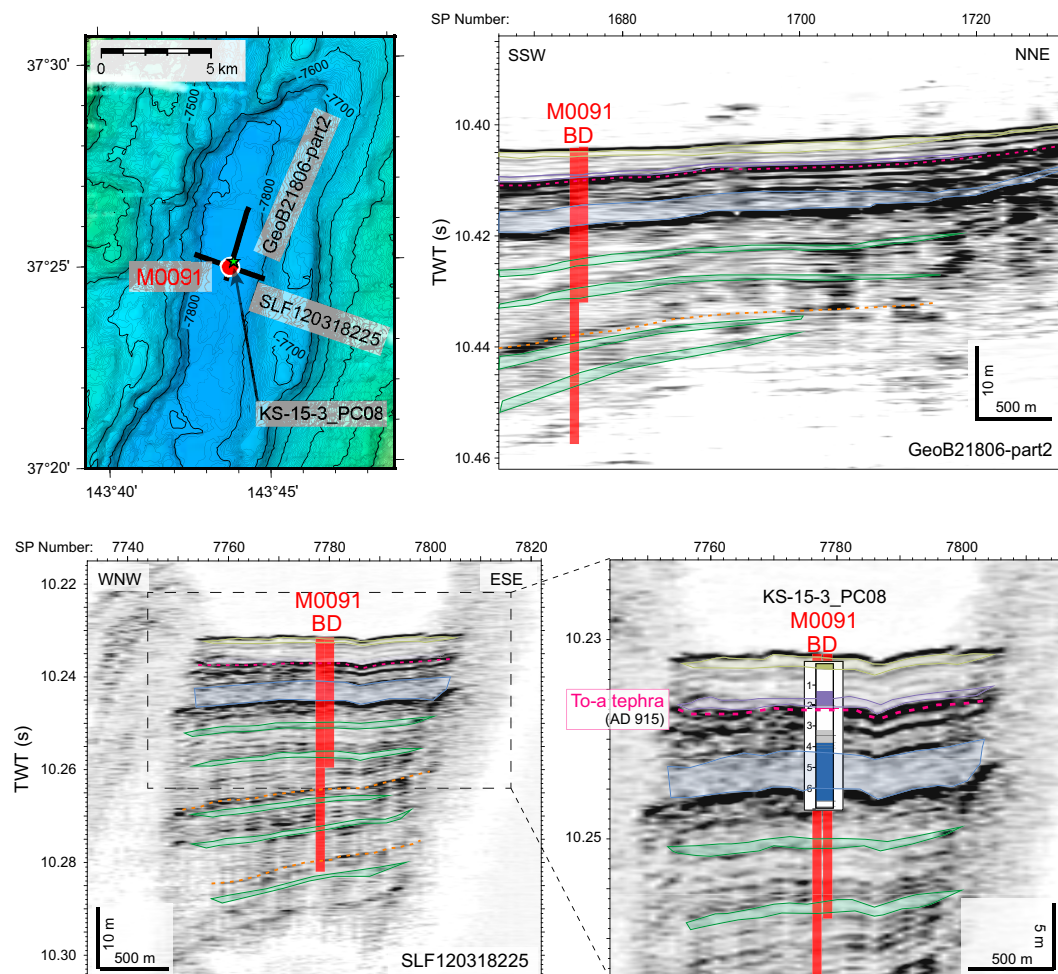 37°30'
37°25'
37°20'
143°40'
143°45'
0
5 km
-7500
-7600
-7700
-7800
-7800
-7700
GeoB21806-part2
M0091
SLF120318225
KS-15-3_PC08
SP Number:
1680
1700
1720
SSW
NNE
M0091
BD
TWT (s)
10.40
10.42
10.44
10.46
10 m
500 m
GeoB21806-part2
SP Number:
7740
7760
7780
7800
7820
WNW
ESE
M0091
BD
TWT (s)
10.22
10.24
10.26
10.28
10.30
10 m
500 m
SLF120318225
7760
7780
7800
KS-15-3_PC08
M0091
BD
10.23
10.25
To-a tephra
(AD 915)
1
2
3
4
5
6
5 m
500 m